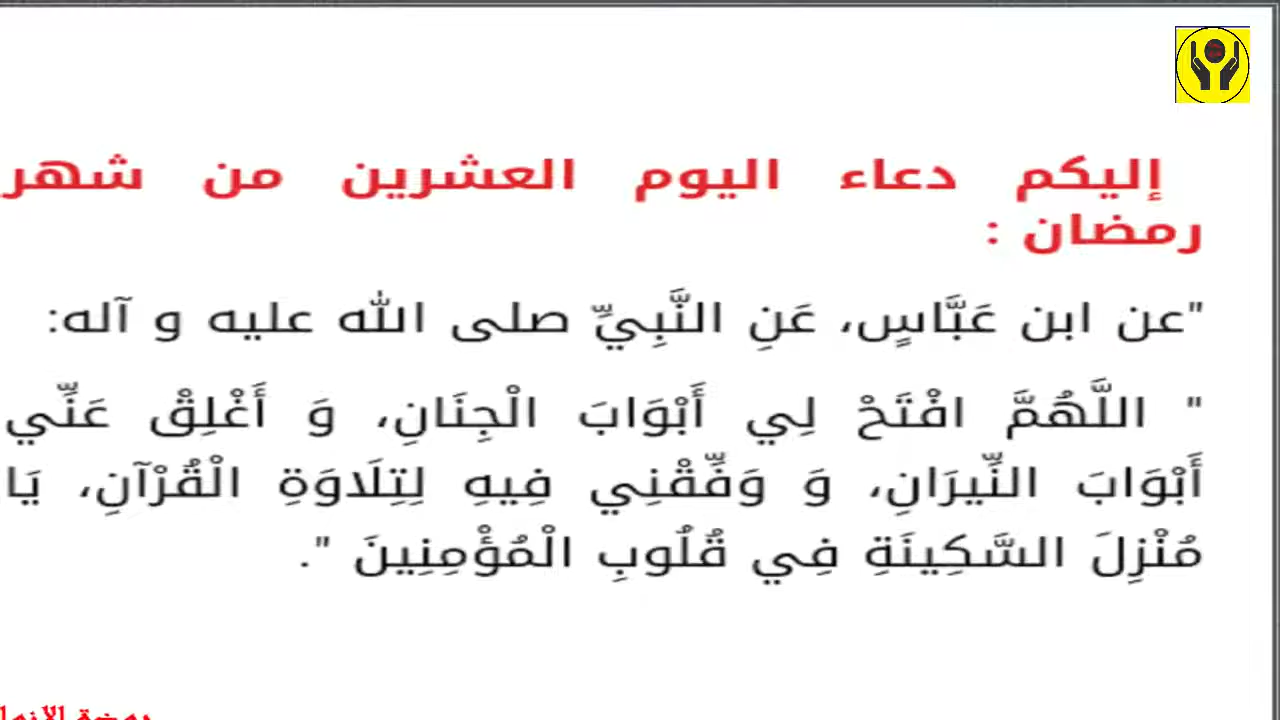 إليكم دعاء اليوم العشرين من شهر
رمضان :
"عن ابن عَبَّاسٍ، عَنِ النَّبِيِّ صلى الله عليه و آله:
" اللَّهُمَّ افْتَحْ لِي أَبْوَابَ الْجِنَانِ، وَ أَغْلِقْ عَنِّي
أَبْوَابَ النِّيرَانِ، وَ وَفِّقْنِي فِيهِ لِتِلَاوَةِ الْقُرْآنِ، يَا
مُنْزِلَ السَّكِينَةِ فِي قُلُوبِ الْمُؤْمِنِينَ ".